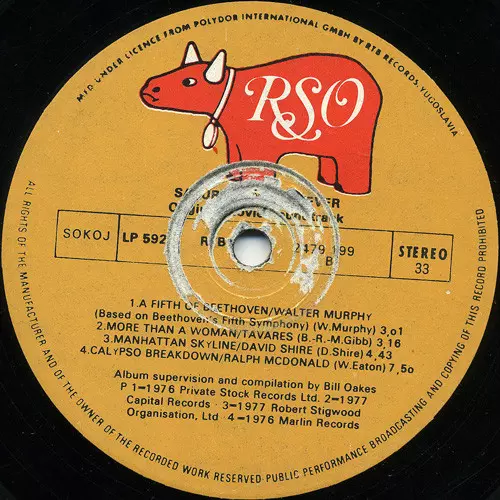 MFD UNDER LICENCE FROM POLYDOR INTERNATIONAL GMBH BY RTB RECORDS, YUGOSLAVIA
RSO
SOKOJ
LP 592
2479 199
B
STEREO
33
1.A FIFTH OF BEETHOVEN/WALTER MURPHY
(Based on Beethoven's Fifth Symphony) (W.Murphy) 3,01
2.MORE THAN A WOMAN/TAVARES (B.-R.-M.Gibb) 3,16
3.MANHATTAN SKYLINE/DAVID SHIRE (D.Shire) 4,43
4.CALYPSO BREAKDOWN/RALPH MCDONALD (W.Eaton) 7,50
Album supervision and compilation by Bill Oakes
P 1-1976 Private Stock Records Ltd. 2-1977
Capital Records · 3-1977 Robert Stigwood
Organisation, Ltd · 4-1976 Marlin Records
ALL RIGHTS OF THE MANUFACTURER AND OF THE OWNER OF THE RECORDED WORK RESERVED·PUBLIC PERFORMANCE BROADCASTING AND COPYING OF THIS RECORD PROHIBITED